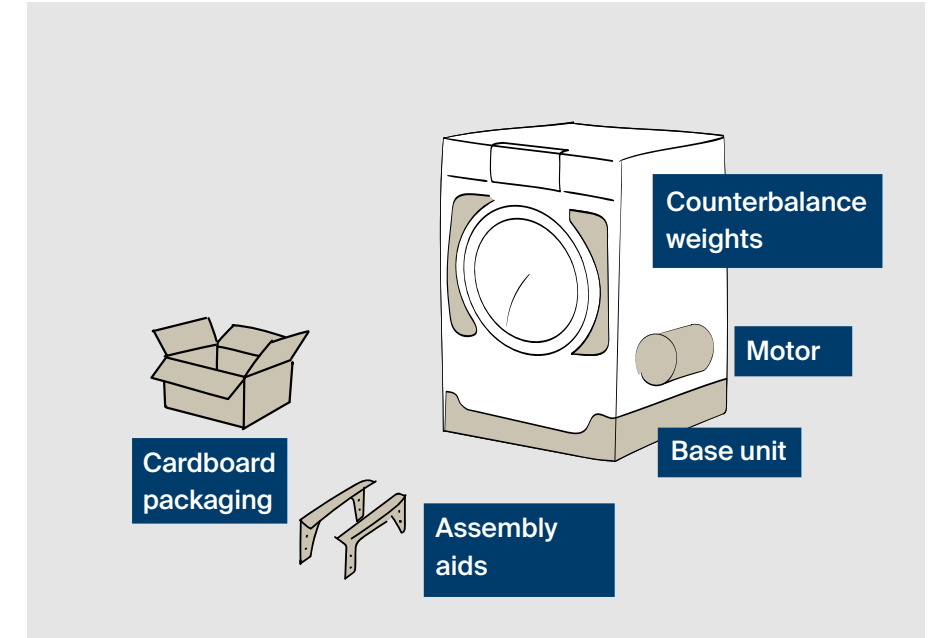 Counterbalance
weights
Motor
Base unit
Cardboard
packaging
Assembly
aids